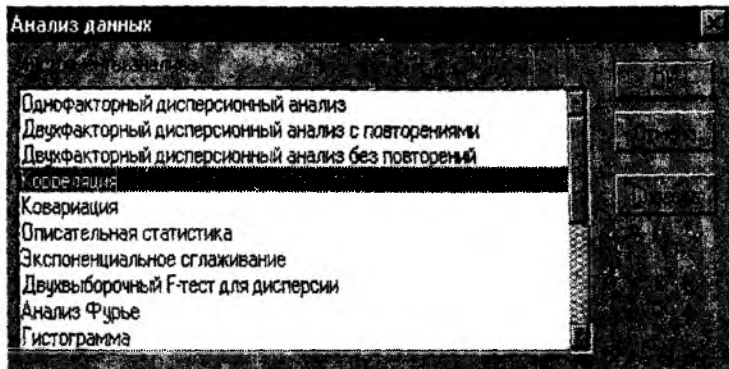 Анализ данных
Однофакторный дисперсионный анализ
Двухфакторный дисперсионный анализ с повторениями
Двухфакторный дисперсионный анализ без повторений
Корреляция
Ковариация
Описательная статистика
Экспоненциальное сглаживание
Двухвыборочный F-тест для дисперсии
Анализ Фурье
Гистограмма